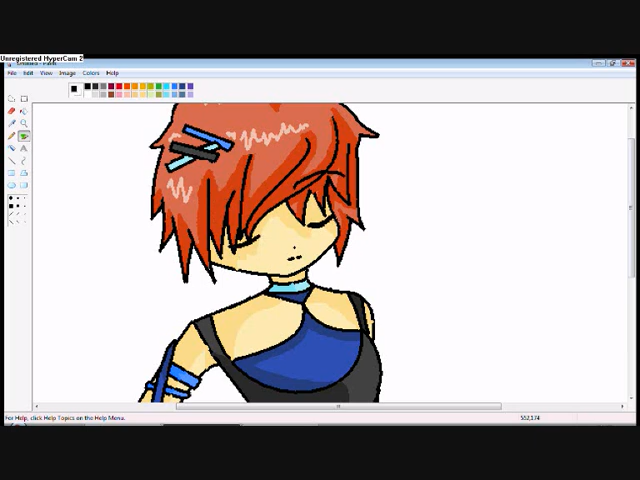 Unregistered HyperCam 2
Untitled - Paint
File Edit View Image Colors Help
For Help, click Help Topics on the Help Menu.
552,174